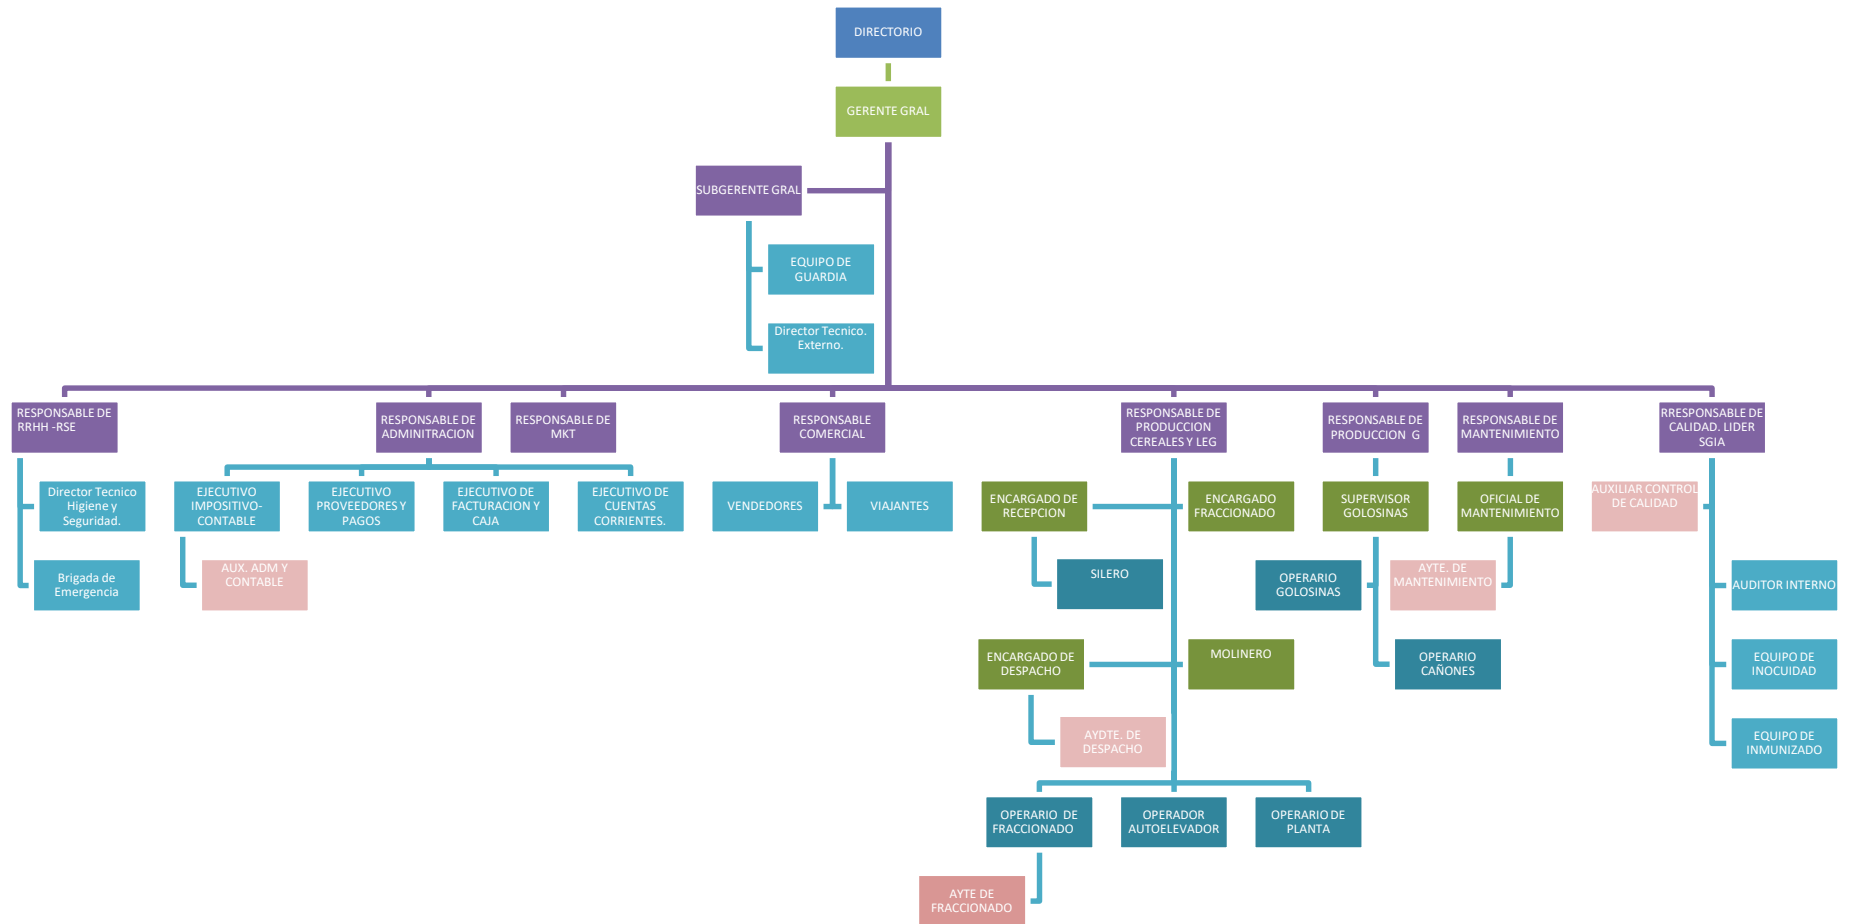 DIRECTORIO
GERENTE GRAL
SUBGERENTE GRAL
EQUIPO DE
GUARDIA
Director Tecnico.
Externo.
RESPONSABLE DE
RRHH -RSE
RESPONSABLE DE
ADMINITRACION
RESPONSABLE DE
MKT
RESPONSABLE
COMERCIAL
RESPONSABLE DE
PRODUCCION
CEREALES Y LEG
RESPONSABLE DE
PRODUCCION G
RESPONSABLE DE
MANTENIMIENTO
RRESPONSABLE DE
CALIDAD. LIDER
SGIA
Director Tecnico
Higiene y
Seguridad.
EJECUTIVO
IMPOSITIVO-
CONTABLE
EJECUTIVO
PROVEEDORES Y
PAGOS
EJECUTIVO DE
FACTURACION Y
CAJA
EJECUTIVO DE
CUENTAS
CORRIENTES.
VENDEDORES
VIAJANTES
ENCARGADO DE
RECEPCION
ENCARGADO
FRACCIONADO
SUPERVISOR
GOLOSINAS
OFICIAL DE
MANTENIMIENTO
AUXILIAR CONTROL
DE CALIDAD
Brigada de
Emergencia
AUX. ADM Y
CONTABLE
SILERO
OPERARIO
GOLOSINAS
AYTE. DE
MANTENIMIENTO
AUDITOR INTERNO
ENCARGADO DE
DESPACHO
MOLINERO
OPERARIO
CAÑONES
EQUIPO DE
INOCUIDAD
AYDTE. DE
DESPACHO
EQUIPO DE
INMUNIZADO
OPERARIO DE
FRACCIONADO
OPERADOR
AUTOELEVADOR
OPERARIO DE
PLANTA
AYTE DE
FRACCIONADO